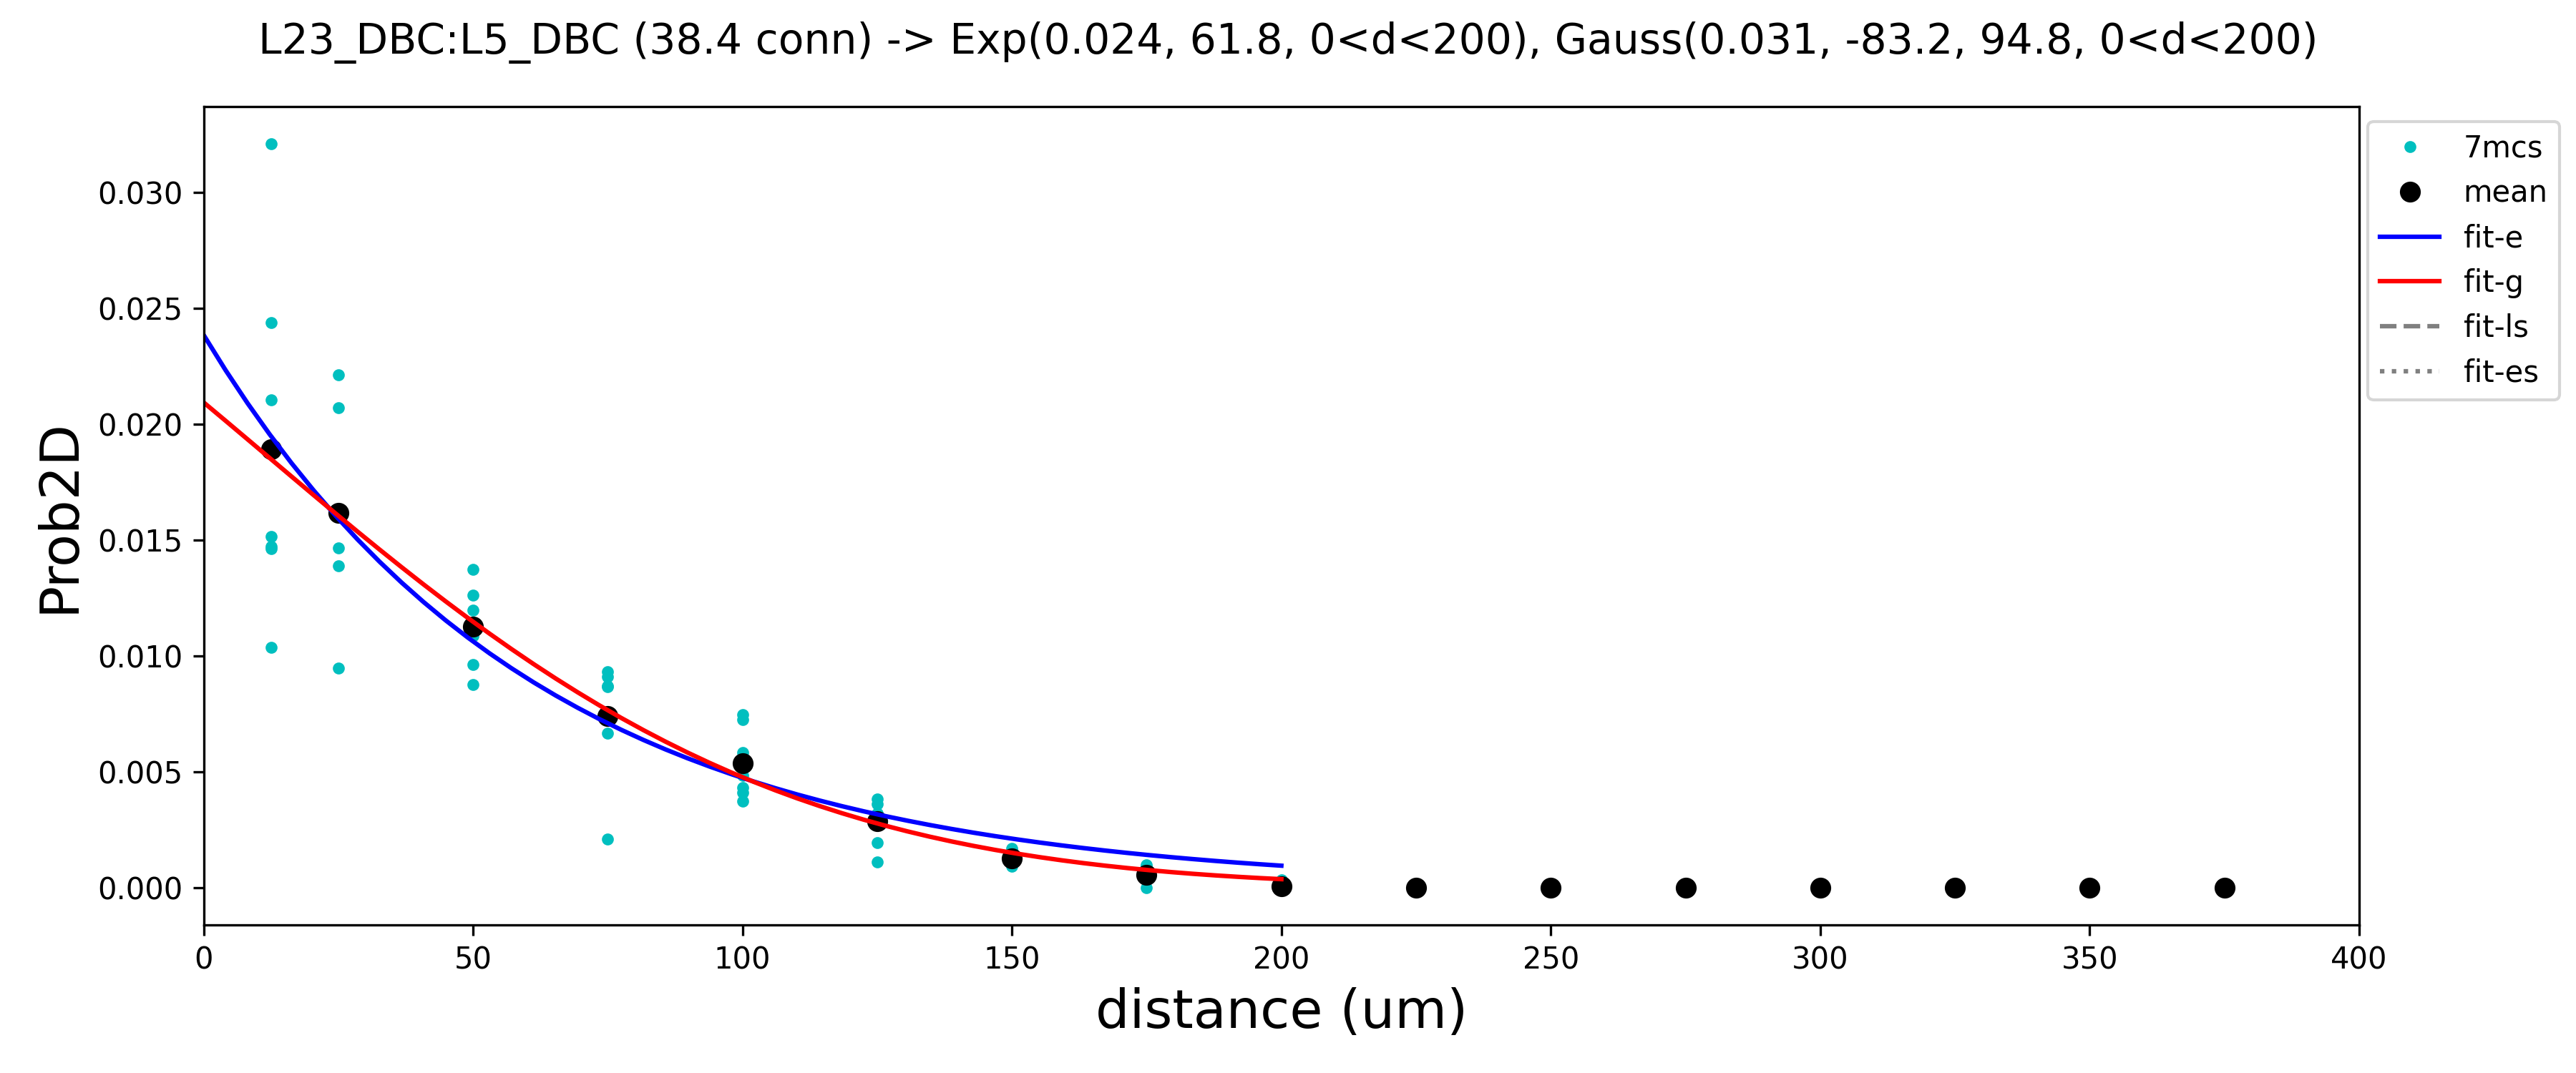 L23_DBC:L5_DBC (38.4 conn) -> Exp(0.024, 61.8, 0<d<200), Gauss(0.031, -83.2, 94.8, 0<d<200)
7mcs
mean
fit-e
fit-g
fit-ls
fit-es
Prob2D
0.030
0.025
0.020
0.015
0.010
0.005
0.000
0 50 100 150 200 250 300 350 400
distance (um)